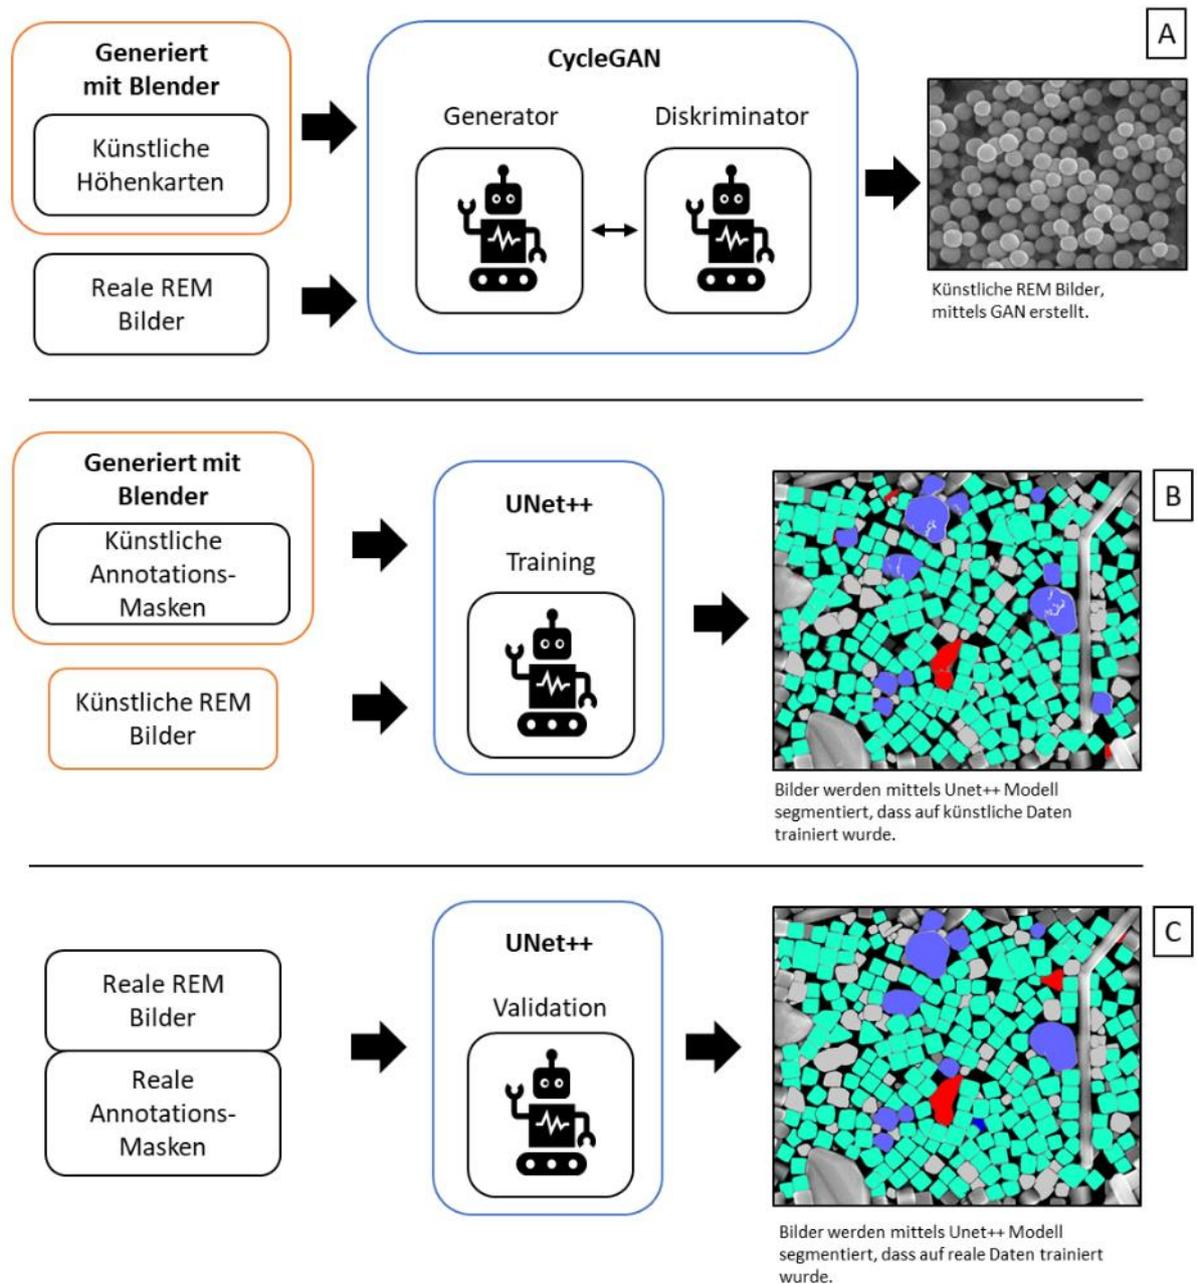 A
Generiert
mit Blender
Künstliche
Höhenkarten
Reale REM
Bilder
CycleGAN
Generator
Diskriminator
Künstliche REM Bilder,
mittels GAN erstellt.
B
Generiert mit
Blender
Künstliche
Annotations-
Masken
Künstliche REM
Bilder
UNet++
Training
Bilder werden mittels Unet++ Modell
segmentiert, dass auf künstliche Daten
trainiert wurde.
C
Reale REM
Bilder
Reale
Annotations-
Masken
UNet++
Validation
Bilder werden mittels Unet++ Modell
segmentiert, dass auf reale Daten trainiert
wurde.